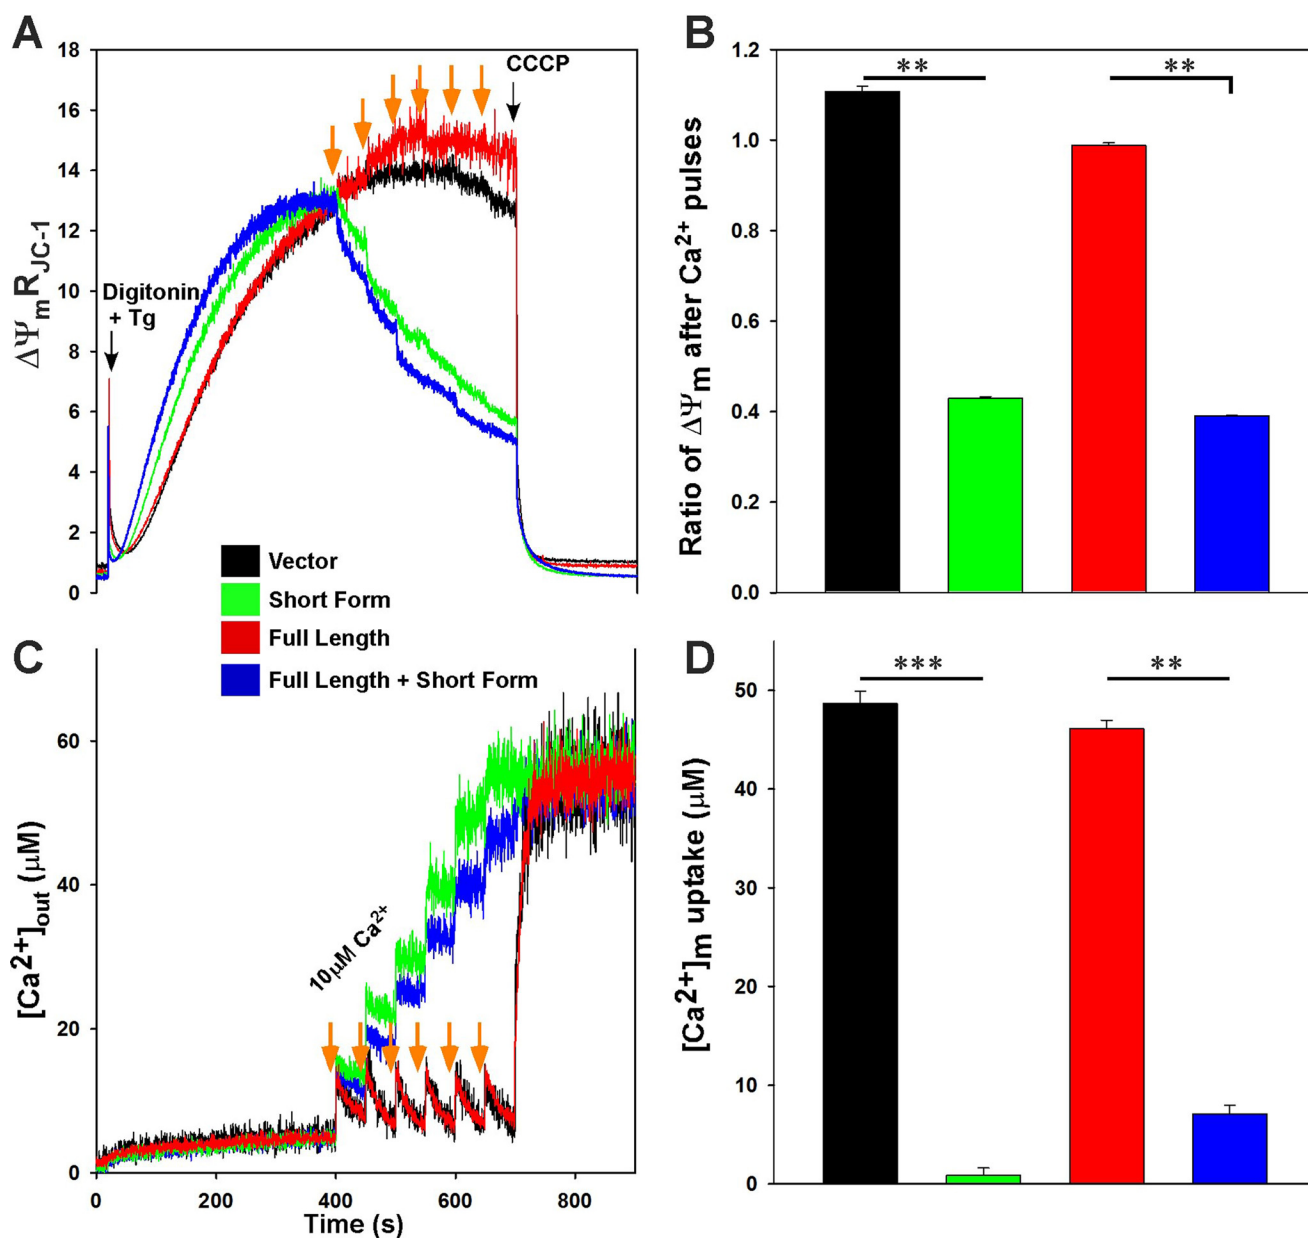 A
18
16
14
12
10
8
6
4
2
0
ΔΨm RJC-1
Digitonin
+ Tg
CCCP
B
1.2
1.0
0.8
0.6
0.4
0.2
0.0
Ratio of ΔΨm after Ca2+ pulses
**
**
Vector
Short Form
Full Length
Full Length + Short Form
C
60
40
20
0
[Ca2+]out (μM)
10μM Ca2+
0
200
400
600
800
Time (s)
D
50
40
30
20
10
0
[Ca2+]m uptake (μM)
***
**